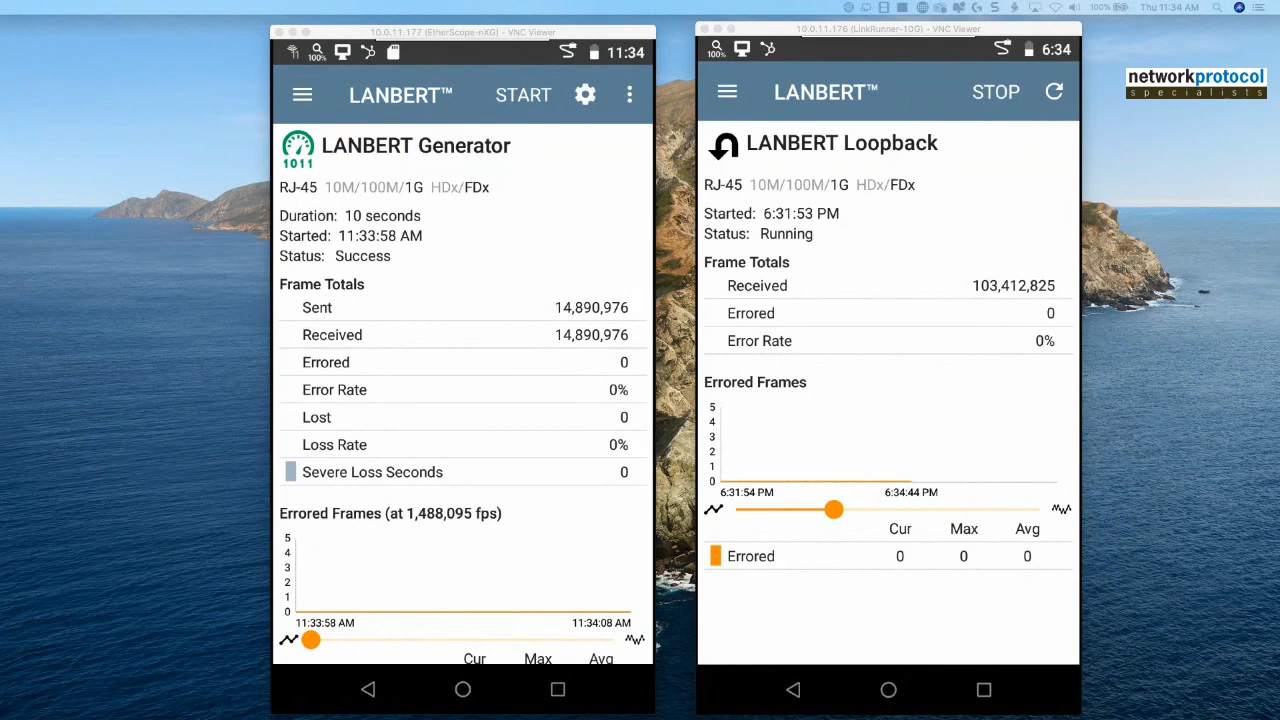 100% Thu 11:34 AM
10.0.11.177 (EtherScope-nXG) - VNC Viewer
100% 11:34
LANBERT™ START
1011 LANBERT Generator
RJ-45 10M/100M/1G HDx/FDx
Duration: 10 seconds
Started: 11:33:58 AM
Status: Success
Frame Totals
Sent 14,890,976
Received 14,890,976
Errored 0
Error Rate 0%
Lost 0
Loss Rate 0%
Severe Loss Seconds 0
Errored Frames (at 1,488,095 fps)
5
4
3
2
1
0
11:33:58 AM 11:34:08 AM
Cur Max Avg
10.0.11.176 (LinkRunner-10G) - VNC Viewer
100% 6:34
LANBERT™ STOP
LANBERT Loopback
RJ-45 10M/100M/1G HDx/FDx
Started: 6:31:53 PM
Status: Running
Frame Totals
Received 103,412,825
Errored 0
Error Rate 0%
Errored Frames
5
4
3
2
1
0
6:31:54 PM 6:34:44 PM
Cur Max Avg
Errored 0 0 0
networkprotocol
specialists